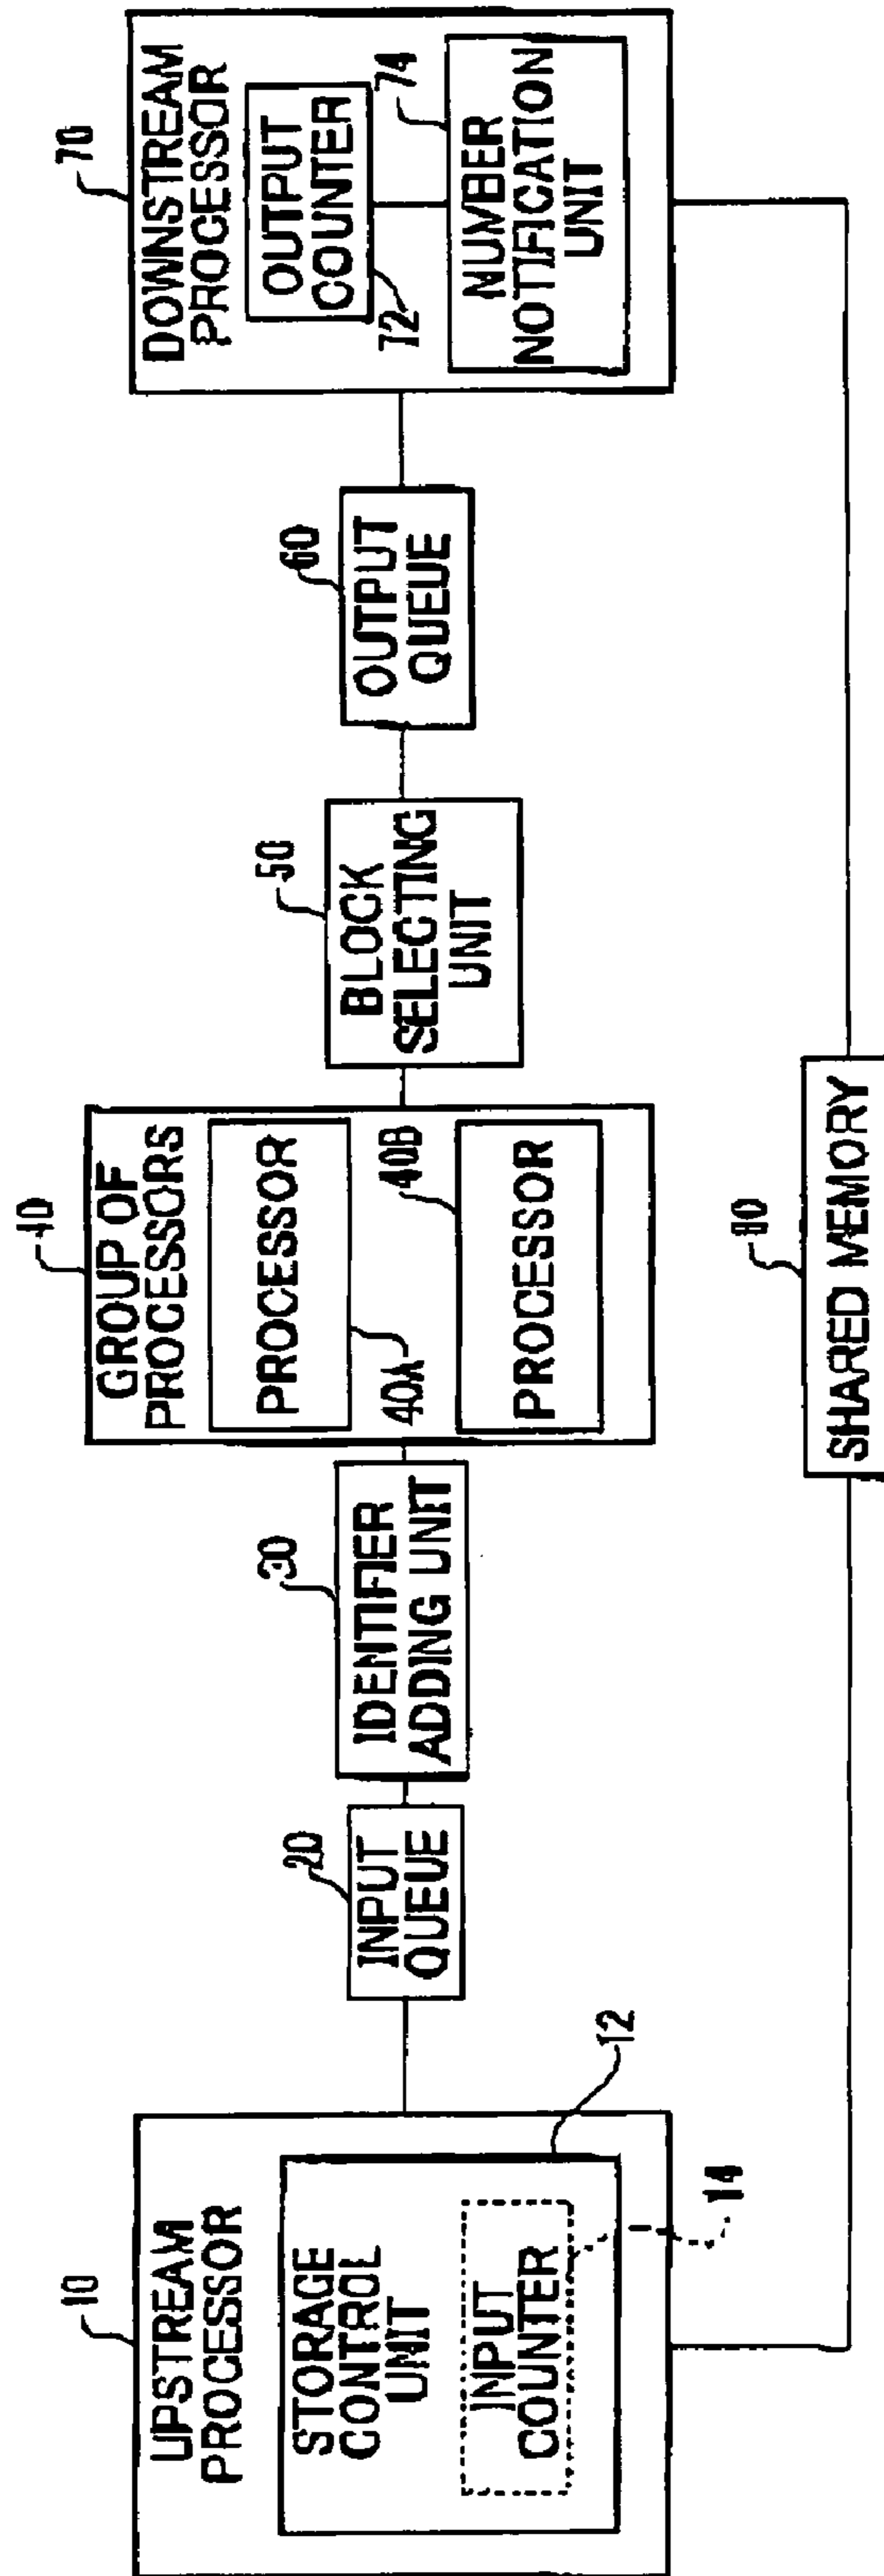 10
UPSTREAM
PROCESSOR
STORAGE
CONTROL
UNIT
INPUT
COUNTER
12
14
20
INPUT
QUEUE
30
IDENTIFIER
ADDING UNIT
40
GROUP OF
PROCESSORS
PROCESSOR
40A
40B
PROCESSOR
50
BLOCK
SELECTING
UNIT
60
OUTPUT
QUEUE
70
DOWNSTREAM
PROCESSOR
OUTPUT
COUNTER
72
74
NUMBER
NOTIFICATION
UNIT
80
SHARED MEMORY